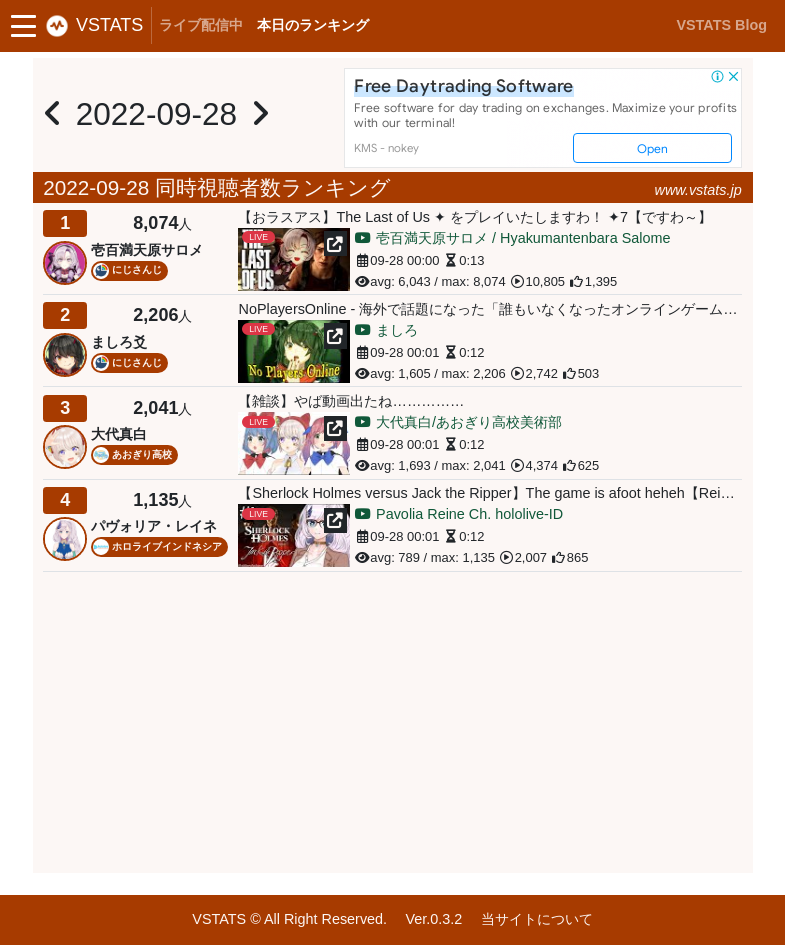 VSTATS ライブ配信中 本日のランキング VSTATS Blog
2022-09-28
Free Daytrading Software
Free software for day trading on exchanges. Maximize your profits
with our terminal!
KMS - nokey
Open
2022-09-28 同時視聴者数ランキング www.vstats.jp
1 8,074人
壱百満天原サロメ
にじさんじ
【おラスアス】The Last of Us ✦ をプレイいたしますわ！ ✦7【ですわ～】
LIVE
THE LAST OF US
壱百満天原サロメ / Hyakumantenbara Salome
09-28 00:00 0:13
avg: 6,043 / max: 8,074 10,805 1,395
2 2,206人
ましろ爻
にじさんじ
NoPlayersOnline - 海外で話題になった「誰もいなくなったオンラインゲーム…
LIVE
No Players Online
ましろ
09-28 00:01 0:12
avg: 1,605 / max: 2,206 2,742 503
3 2,041人
大代真白
あおぎり高校
【雑談】やば動画出たね……………
LIVE
大代真白/あおぎり高校美術部
09-28 00:01 0:12
avg: 1,693 / max: 2,041 4,374 625
4 1,135人
パヴォリア・レイネ
ホロライブインドネシア
【Sherlock Holmes versus Jack the Ripper】The game is afoot heheh【Rei…
LIVE
SHERLOCK
HOLMES
Jack the Ripper
Pavolia Reine Ch. hololive-ID
09-28 00:01 0:12
avg: 789 / max: 1,135 2,007 865
VSTATS © All Right Reserved. Ver.0.3.2 当サイトについて